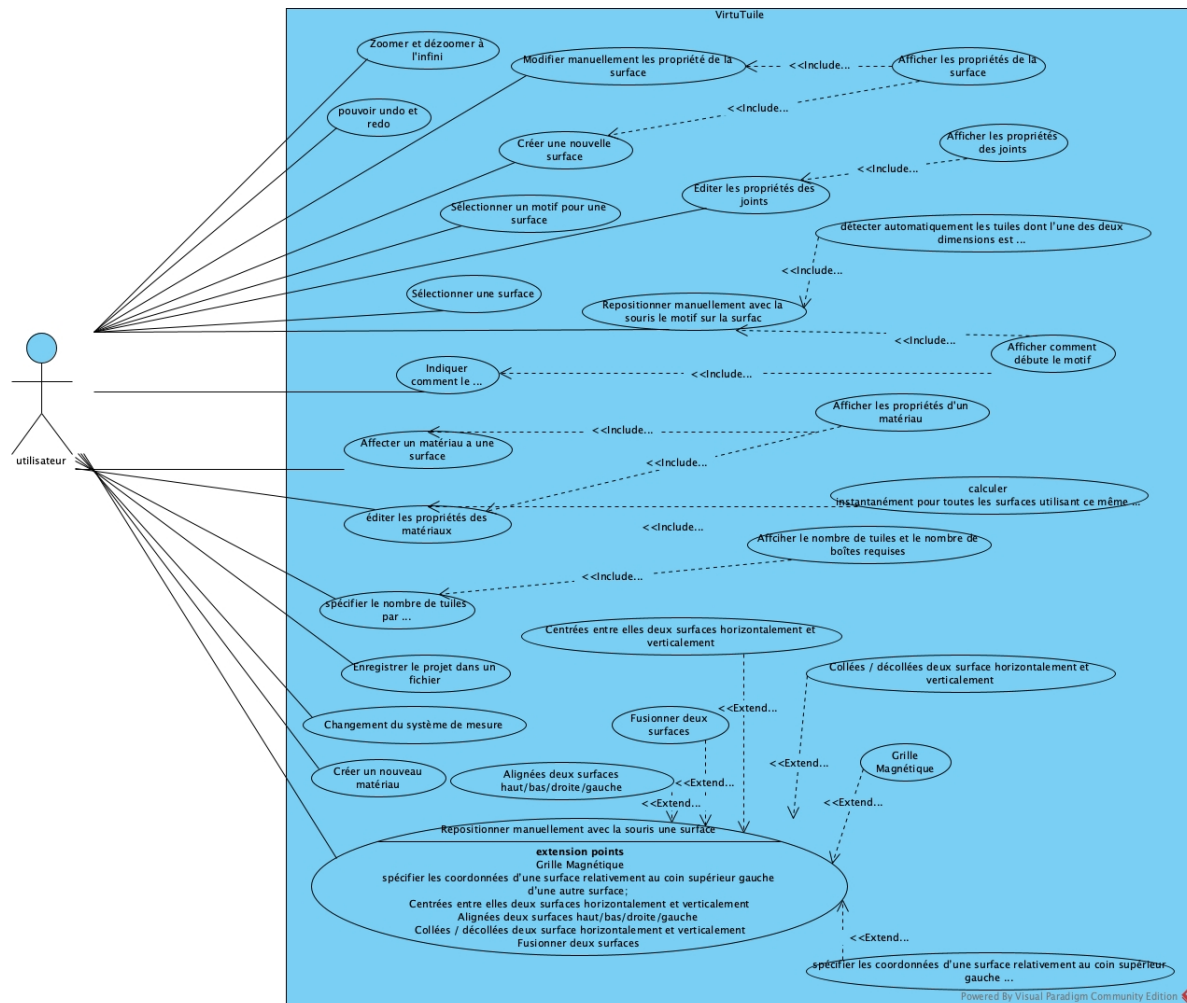 VirtuTuile
Zoomer et dézoomer à
l'infini
Modifier manuellement les propriété de la
surface
<<Include...
Afficher les propriétés de la
surface
pouvoir undo et
redo
<<Include...
Créer une nouvelle
surface
Afficher les propriétés
des joints
<<Include...
Editer les propriétés des
joints
Sélectionner un motif pour une
surface
détecter automatiquement les tuiles dont l'une des deux
dimensions est ...
<<Include...
Sélectionner une surface
Repositionner manuellement avec la
souris le motif sur la surfac
<<Include...
Afficher comment
débute le motif
Indiquer
comment le ...
<<Include...
Afficher les propriétés d'un
matériau
<<Include...
Affecter un matériau a une
surface
utilisateur
<<Include...
calculer
instantanément pour toutes les surfaces utilisant ce même ...
éditer les propriétés des
matériaux
<<Include...
Affciher le nombre de tuiles et le nombre de
boîtes requises
<<Include...
spécifier le nombre de tuiles
par ...
Centrées entre elles deux surfaces horizontalement et
verticalement
Enregistrer le projet dans un
fichier
Collées / décollées deux surface horizontalement et
verticalement
<<Extend...
Changement du système de mesure
Fusionner deux
surfaces
Grille
Magnétique
<<Extend...
Créer un nouveau
matériau
Alignées deux surfaces
haut/bas/droite/gauche
<<Extend...
<<Extend...
<<Extend...
Repositionner manuellement avec la souris une surface
extension points
Grille Magnétique
spécifier les coordonnées d'une surface relativement au coin supérieur gauche
d'une autre surface;
Centrées entre elles deux surfaces horizontalement et verticalement
Alignées deux surfaces haut/bas/droite/gauche
Collées / décollées deux surface horizontalement et verticalement
Fusionner deux surfaces
<<Extend...
spécifier les coordonnées d'une surface relativement au coin supérieur
gauche ...
Powered By Visual Paradigm Community Edition